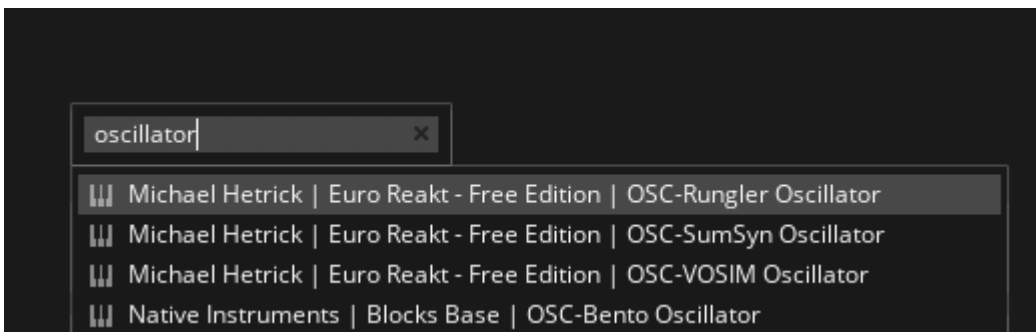 oscillator
Michael Hetrick | Euro Reakt - Free Edition | OSC-Rungler Oscillator
Michael Hetrick | Euro Reakt - Free Edition | OSC-SumSyn Oscillator
Michael Hetrick | Euro Reakt - Free Edition | OSC-VOSIM Oscillator
Native Instruments | Blocks Base | OSC-Bento Oscillator